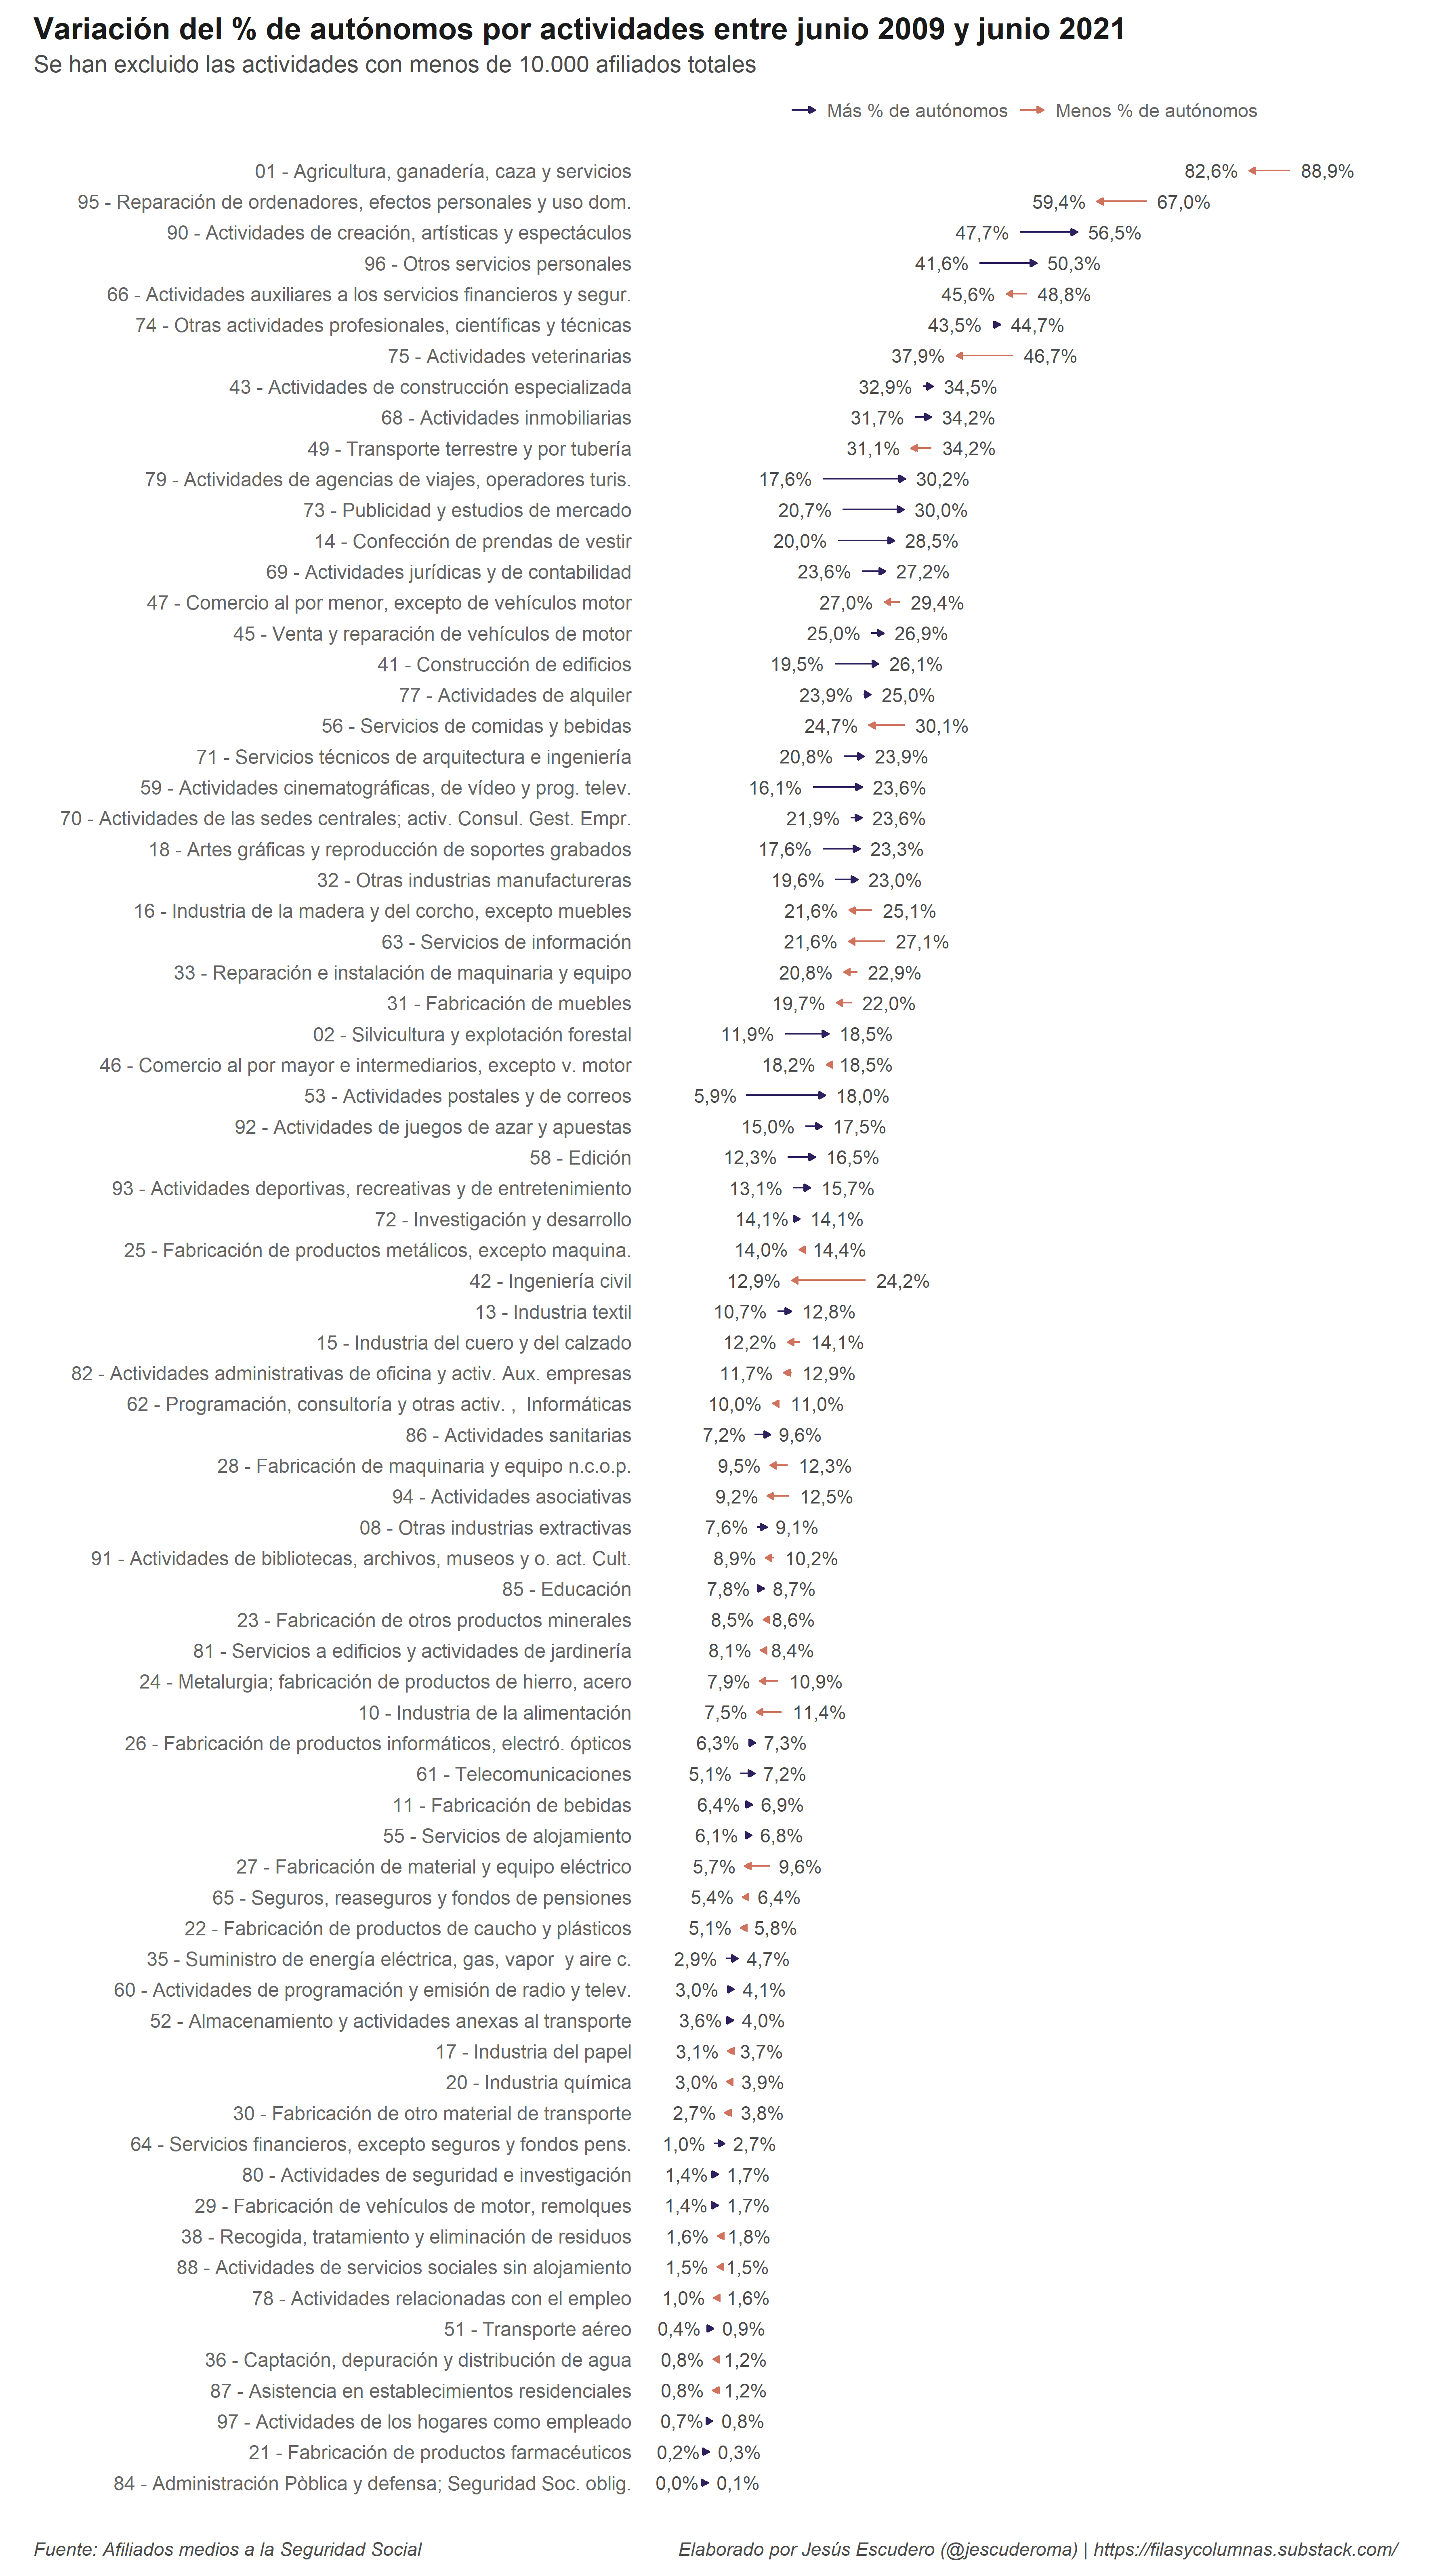 Variación del % de autónomos por actividades entre junio 2009 y junio 2021
Se han excluido las actividades con menos de 10.000 afiliados totales
Más % de autónomos Menos % de autónomos
01 - Agricultura, ganadería, caza y servicios 82,6% 88,9%
95 - Reparación de ordenadores, efectos personales y uso dom. 59,4% 67,0%
90 - Actividades de creación, artísticas y espectáculos 47,7% 56,5%
96 - Otros servicios personales 41,6% 50,3%
66 - Actividades auxiliares a los servicios financieros y segur. 45,6% 48,8%
74 - Otras actividades profesionales, científicas y técnicas 43,5% 44,7%
75 - Actividades veterinarias 37,9% 46,7%
43 - Actividades de construcción especializada 32,9% 34,5%
68 - Actividades inmobiliarias 31,7% 34,2%
49 - Transporte terrestre y por tubería 31,1% 34,2%
79 - Actividades de agencias de viajes, operadores turis. 17,6% 30,2%
73 - Publicidad y estudios de mercado 20,7% 30,0%
14 - Confección de prendas de vestir 20,0% 28,5%
69 - Actividades jurídicas y de contabilidad 23,6% 27,2%
47 - Comercio al por menor, excepto de vehículos motor 27,0% 29,4%
45 - Venta y reparación de vehículos de motor 25,0% 26,9%
41 - Construcción de edificios 19,5% 26,1%
77 - Actividades de alquiler 23,9% 25,0%
56 - Servicios de comidas y bebidas 24,7% 30,1%
71 - Servicios técnicos de arquitectura e ingeniería 20,8% 23,9%
59 - Actividades cinematográficas, de vídeo y prog. telev. 16,1% 23,6%
70 - Actividades de las sedes centrales; activ. Consul. Gest. Empr. 21,9% 23,6%
18 - Artes gráficas y reproducción de soportes grabados 17,6% 23,3%
32 - Otras industrias manufactureras 19,6% 23,0%
16 - Industria de la madera y del corcho, excepto muebles 21,6% 25,1%
63 - Servicios de información 21,6% 27,1%
33 - Reparación e instalación de maquinaria y equipo 20,8% 22,9%
31 - Fabricación de muebles 19,7% 22,0%
02 - Silvicultura y explotación forestal 11,9% 18,5%
46 - Comercio al por mayor e intermediarios, excepto v. motor 18,2% 18,5%
53 - Actividades postales y de correos 5,9% 18,0%
92 - Actividades de juegos de azar y apuestas 15,0% 17,5%
58 - Edición 12,3% 16,5%
93 - Actividades deportivas, recreativas y de entretenimiento 13,1% 15,7%
72 - Investigación y desarrollo 14,1% 14,1%
25 - Fabricación de productos metálicos, excepto maquina. 14,0% 14,4%
42 - Ingeniería civil 12,9% 24,2%
13 - Industria textil 10,7% 12,8%
15 - Industria del cuero y del calzado 12,2% 14,1%
82 - Actividades administrativas de oficina y activ. Aux. empresas 11,7% 12,9%
62 - Programación, consultoría y otras activ. ,  Informáticas 10,0% 11,0%
86 - Actividades sanitarias 7,2% 9,6%
28 - Fabricación de maquinaria y equipo n.c.o.p. 9,5% 12,3%
94 - Actividades asociativas 9,2% 12,5%
08 - Otras industrias extractivas 7,6% 9,1%
91 - Actividades de bibliotecas, archivos, museos y o. act. Cult. 8,9% 10,2%
85 - Educación 7,8% 8,7%
23 - Fabricación de otros productos minerales 8,5% 8,6%
81 - Servicios a edificios y actividades de jardinería 8,1% 8,4%
24 - Metalurgia; fabricación de productos de hierro, acero 7,9% 10,9%
10 - Industria de la alimentación 7,5% 11,4%
26 - Fabricación de productos informáticos, electró. ópticos 6,3% 7,3%
61 - Telecomunicaciones 5,1% 7,2%
11 - Fabricación de bebidas 6,4% 6,9%
55 - Servicios de alojamiento 6,1% 6,8%
27 - Fabricación de material y equipo eléctrico 5,7% 9,6%
65 - Seguros, reaseguros y fondos de pensiones 5,4% 6,4%
22 - Fabricación de productos de caucho y plásticos 5,1% 5,8%
35 - Suministro de energía eléctrica, gas, vapor  y aire c. 2,9% 4,7%
60 - Actividades de programación y emisión de radio y telev. 3,0% 4,1%
52 - Almacenamiento y actividades anexas al transporte 3,6% 4,0%
17 - Industria del papel 3,1% 3,7%
20 - Industria química 3,0% 3,9%
30 - Fabricación de otro material de transporte 2,7% 3,8%
64 - Servicios financieros, excepto seguros y fondos pens. 1,0% 2,7%
80 - Actividades de seguridad e investigación 1,4% 1,7%
29 - Fabricación de vehículos de motor, remolques 1,4% 1,7%
38 - Recogida, tratamiento y eliminación de residuos 1,6% 1,8%
88 - Actividades de servicios sociales sin alojamiento 1,5% 1,5%
78 - Actividades relacionadas con el empleo 1,0% 1,6%
51 - Transporte aéreo 0,4% 0,9%
36 - Captación, depuración y distribución de agua 0,8% 1,2%
87 - Asistencia en establecimientos residenciales 0,8% 1,2%
97 - Actividades de los hogares como empleado 0,7% 0,8%
21 - Fabricación de productos farmacéuticos 0,2% 0,3%
84 - Administración Pòblica y defensa; Seguridad Soc. oblig. 0,0% 0,1%
Fuente: Afiliados medios a la Seguridad Social Elaborado por Jesús Escudero (@jescuderoma) | https://filasycolumnas.substack.com/